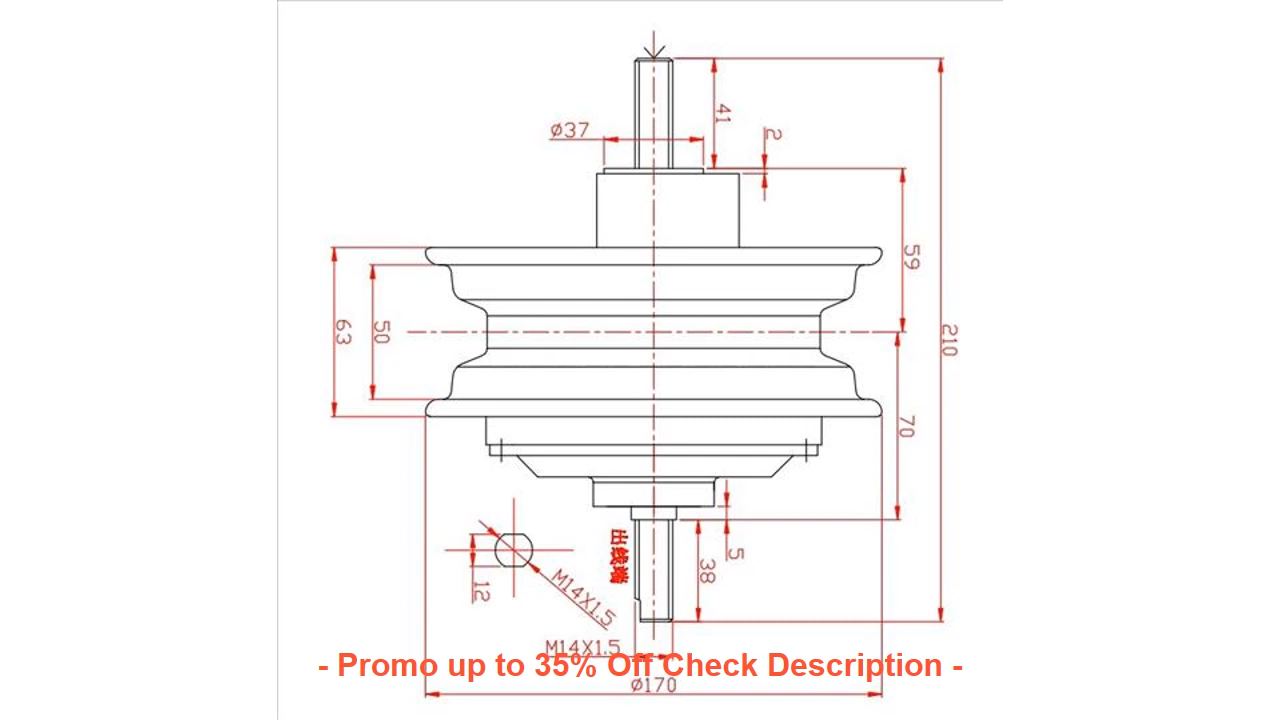 41
2
Ø37
59
63
50
210
70
出线端
5
38
12
M14X1.5
M14X1.5
- Promo up to 35% Off Check Description -
Ø170